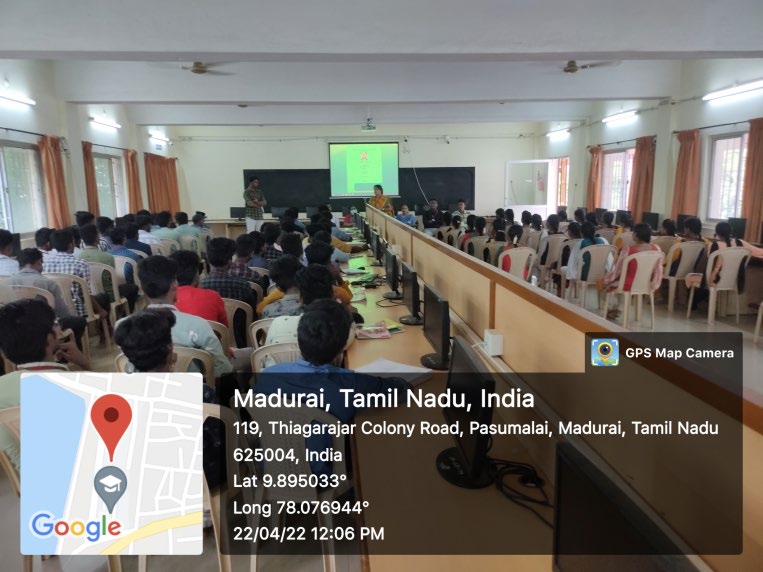 GPS Map Camera
Madurai, Tamil Nadu, India
119, Thiagarajar Colony Road, Pasumalai, Madurai, Tamil Nadu
625004, India
Lat 9.895033°
Long 78.076944°
22/04/22 12:06 PM
Google